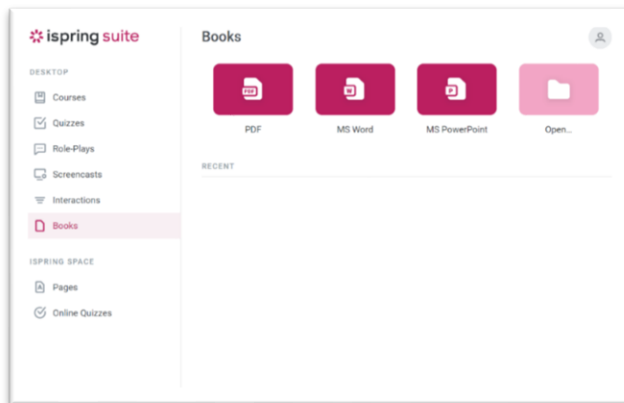 ispring suite
DESKTOP
Courses
Quizzes
Role-Plays
Screencasts
Interactions
Books
ISPRING SPACE
Pages
Online Quizzes
Books
PDF
W
P
PDF
MS Word
MS PowerPoint
Open...
RECENT